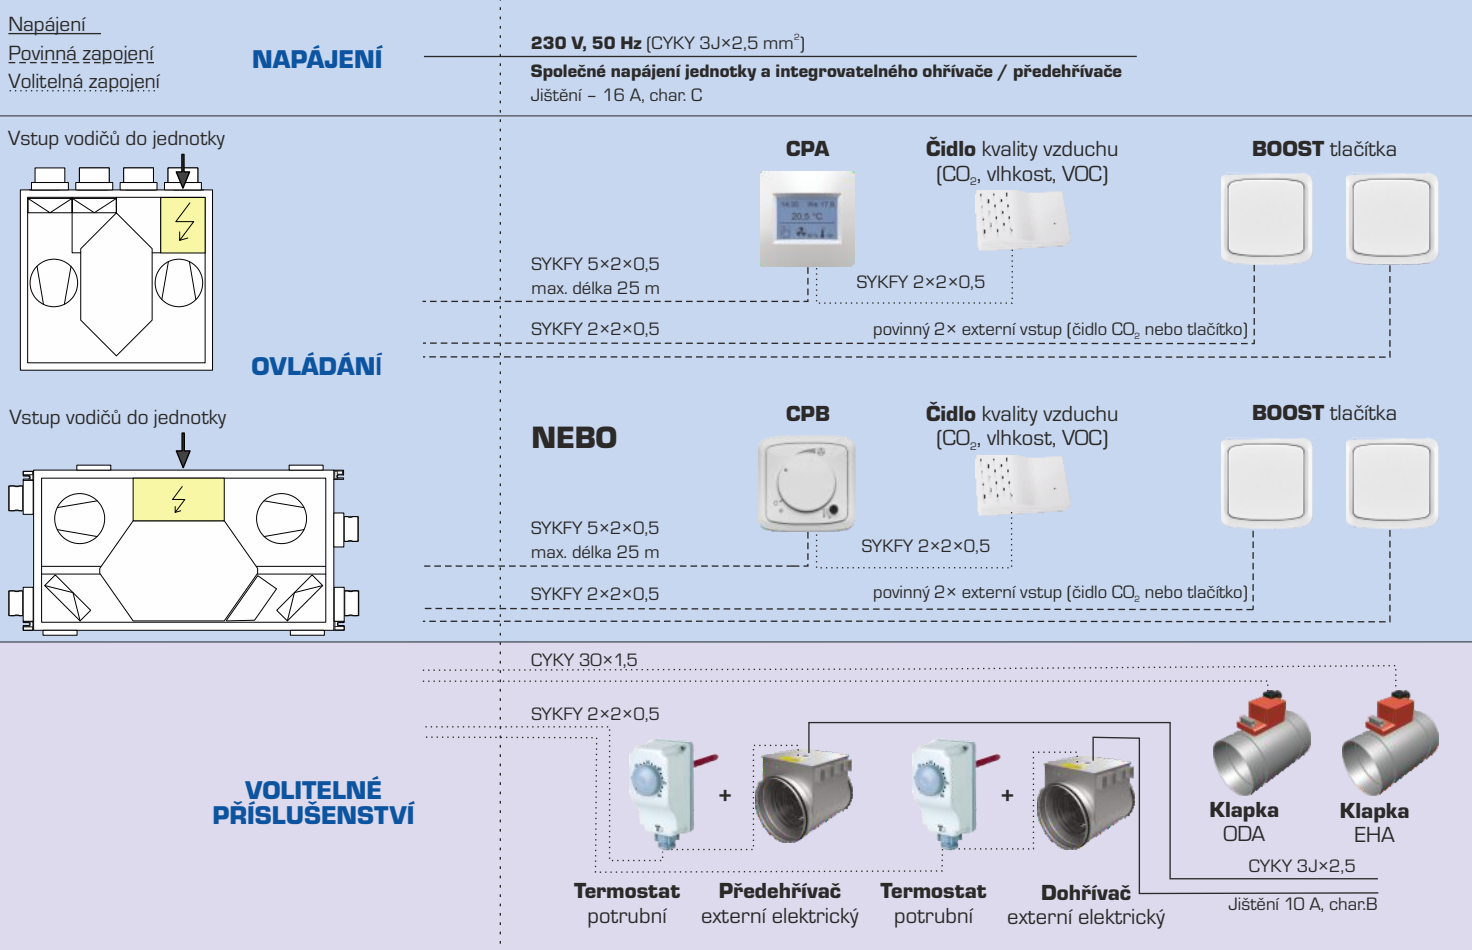 Napájení
Povinná zapojení
Volitelná zapojení
NAPÁJENÍ
230 V, 50 Hz (CYKY 3J×2,5 mm²)
Společné napájení jednotky a integrovatelného ohřívače / předehřívače
Jištění – 16 A, char. C
Vstup vodičů do jednotky
OVLÁDÁNÍ
CPA
Čidlo kvality vzduchu
(CO₂, vlhkost, VOC)
BOOST tlačítka
20,5 °C
SYKFY 5×2×0,5
max. délka 25 m
SYKFY 2×2×0,5
SYKFY 2×2×0,5
povinný 2× externí vstup (čidlo CO₂ nebo tlačítko)
Vstup vodičů do jednotky
NEBO
CPB
Čidlo kvality vzduchu
(CO₂, vlhkost, VOC)
BOOST tlačítka
SYKFY 5×2×0,5
max. délka 25 m
SYKFY 2×2×0,5
SYKFY 2×2×0,5
povinný 2× externí vstup (čidlo CO₂ nebo tlačítko)
VOLITELNÉ
PŘÍSLUŠENSTVÍ
CYKY 3O×1,5
SYKFY 2×2×0,5
+
+
Klapka
ODA
Klapka
EHA
CYKY 3J×2,5
Jištění 10 A, char.B
Termostat
potrubní
Předehřívač
externí elektrický
Termostat
potrubní
Dohřívač
externí elektrický